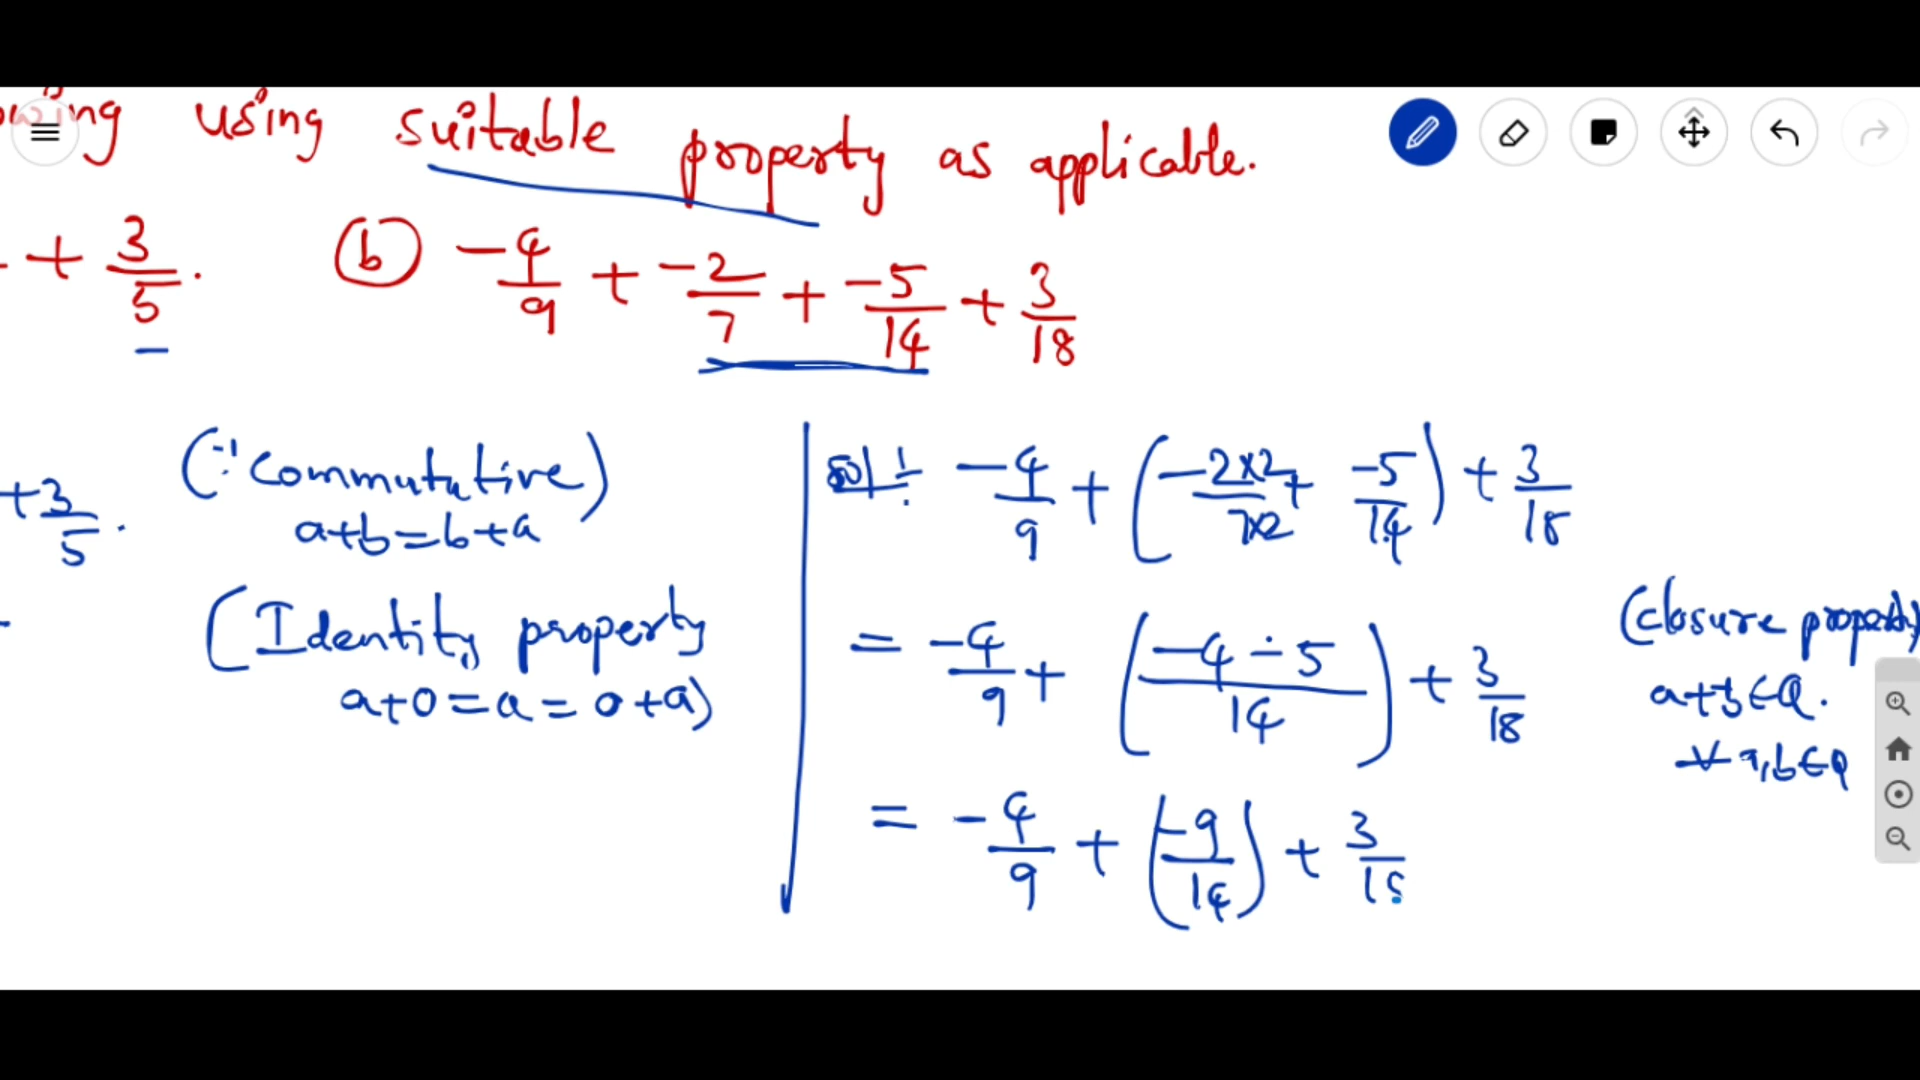 owing using suitable property as applicable.
+ 3/5. (b) -4/9 + -2/7 + -5/14 + 3/18
+3/5. (∵ commutative)
a+b=b+a
(Identity property
a+0=a=0+a)
Sol: -4/9 + (-2×2/7×2 + -5/14) + 3/18
= -4/9 + (-4-5/14) + 3/18
(closure property)
a+b∈Q.
∀ a,b∈Q
= -4/9 + (-9/14) + 3/18